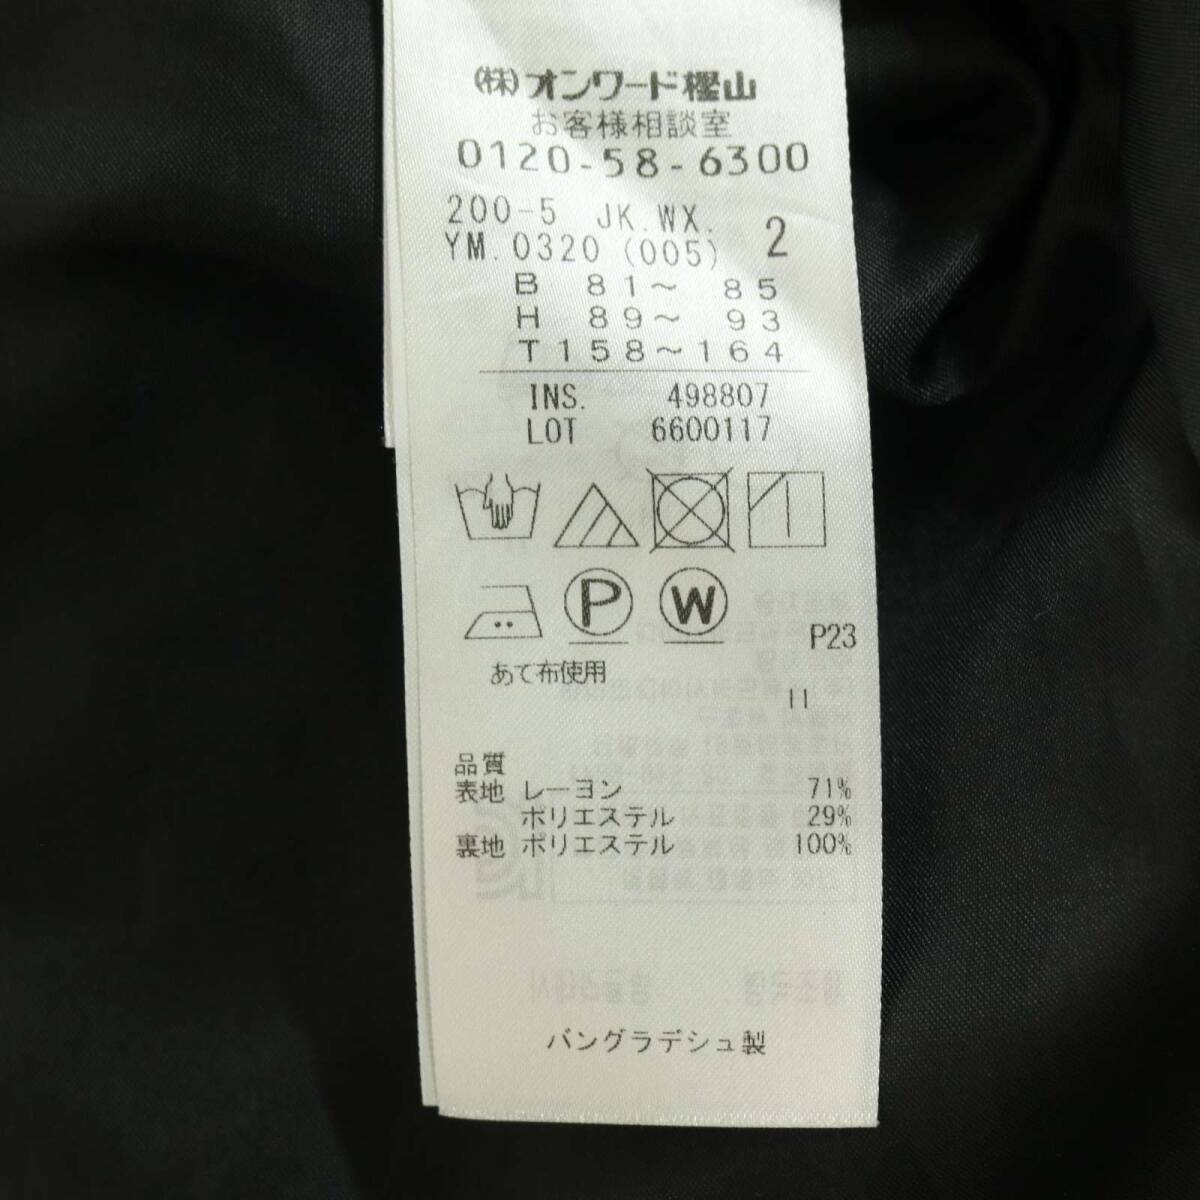 (株)オンワード樫山
お客様相談室
0120-58-6300
200-5 JK.WX. 2
YM.0320(005)
B 81~ 85
H 89~ 93
T158~164
INS. 498807
LOT 6600117
P W
P23
あて布使用
11
品質
表地 レーヨン 71%
ポリエステル 29%
裏地 ポリエステル 100%
バングラデシュ製